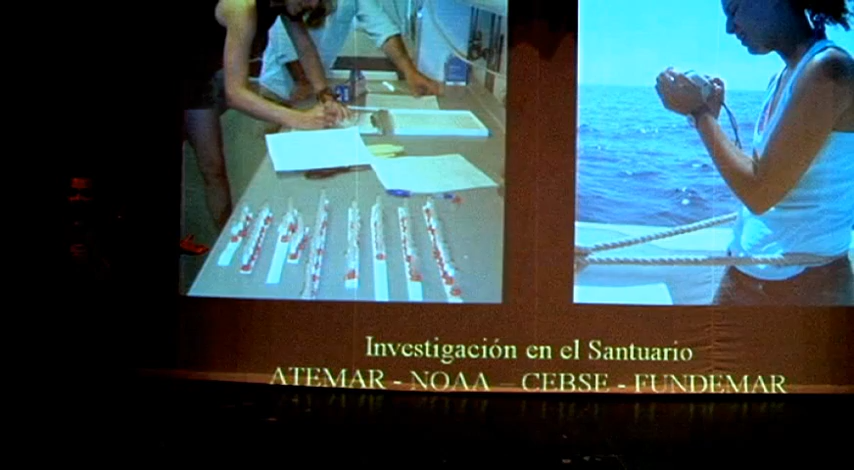 Investigación en el Santuario
ATEMAR - NOAA - CEBSE - FUNDEMAR